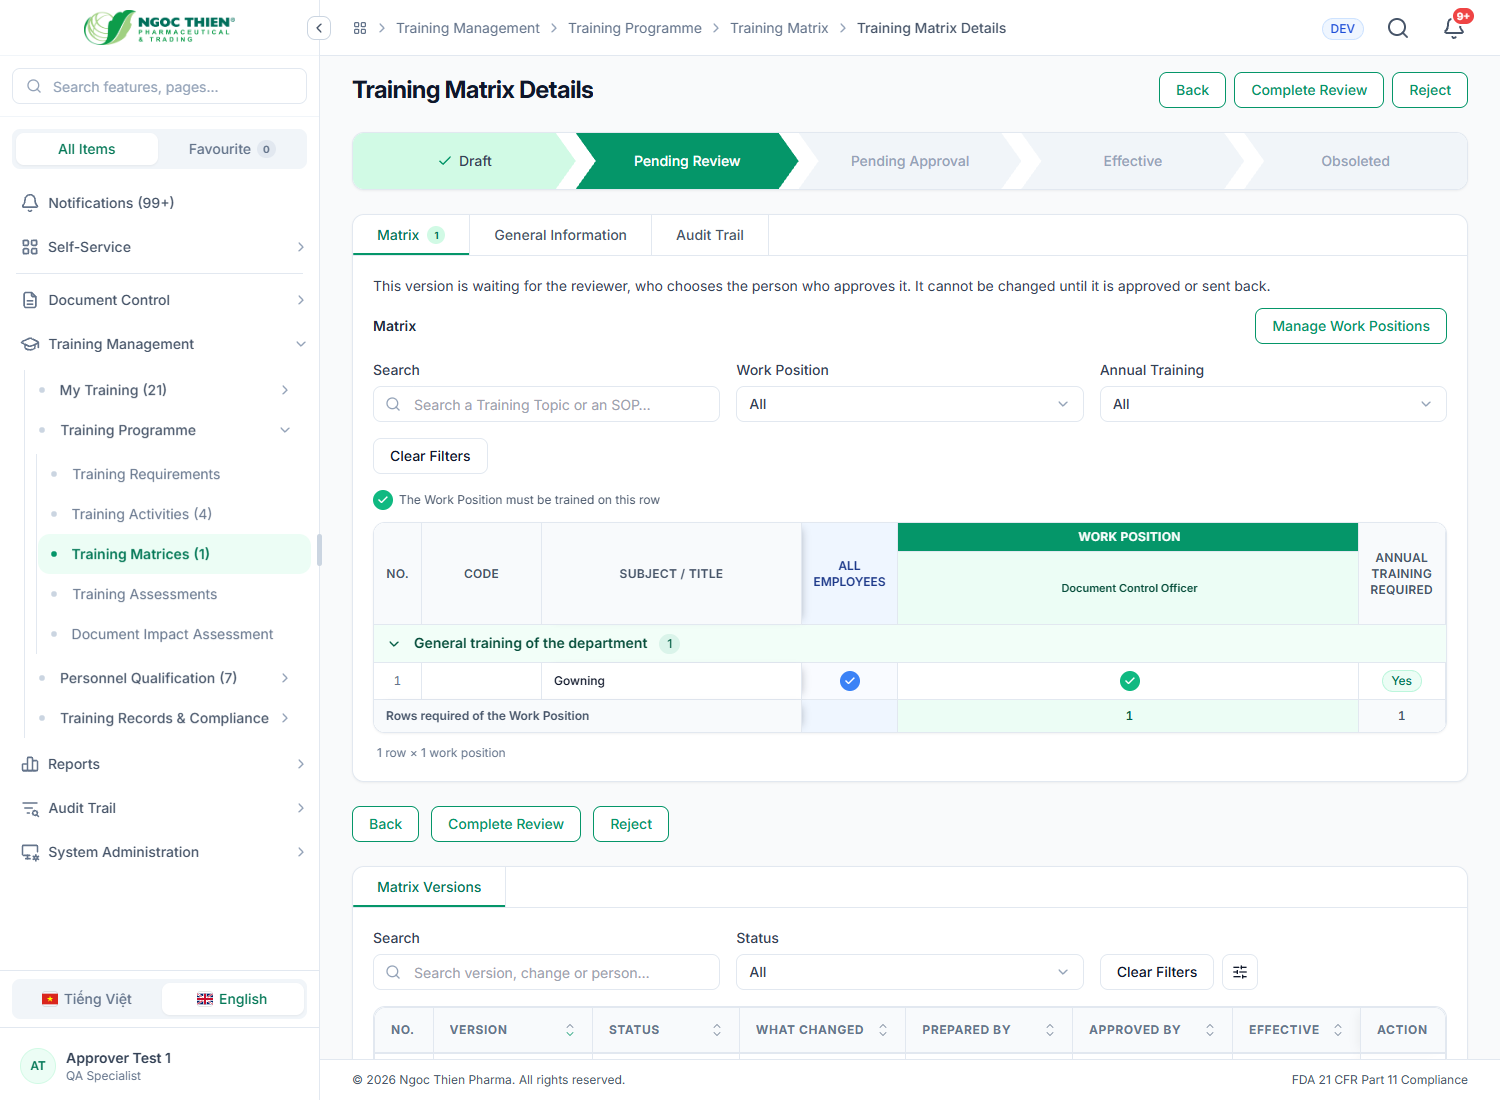 NGOC THIEN®
PHARMACEUTICAL
& TRADING
Training Management
Training Programme
Training Matrix
Training Matrix Details
DEV
9+
Search features, pages...
All Items
Favourite 0
Notifications (99+)
Self-Service
Document Control
Training Management
My Training (21)
Training Programme
Training Requirements
Training Activities (4)
Training Matrices (1)
Training Assessments
Document Impact Assessment
Personnel Qualification (7)
Training Records & Compliance
Reports
Audit Trail
System Administration
Tiếng Việt
English
AT
Approver Test 1
QA Specialist
Training Matrix Details
Back
Complete Review
Reject
Draft
Pending Review
Pending Approval
Effective
Obsoleted
Matrix 1
General Information
Audit Trail
This version is waiting for the reviewer, who chooses the person who approves it. It cannot be changed until it is approved or sent back.
Matrix
Manage Work Positions
Search
Work Position
Annual Training
Search a Training Topic or an SOP...
All
All
Clear Filters
The Work Position must be trained on this row
NO.
CODE
SUBJECT / TITLE
ALL
EMPLOYEES
WORK POSITION
Document Control Officer
ANNUAL
TRAINING
REQUIRED
General training of the department 1
1
Gowning
Yes
Rows required of the Work Position
1
1
1 row × 1 work position
Back
Complete Review
Reject
Matrix Versions
Search
Status
Search version, change or person...
All
Clear Filters
NO.
VERSION
STATUS
WHAT CHANGED
PREPARED BY
APPROVED BY
EFFECTIVE
ACTION
© 2026 Ngoc Thien Pharma. All rights reserved.
FDA 21 CFR Part 11 Compliance